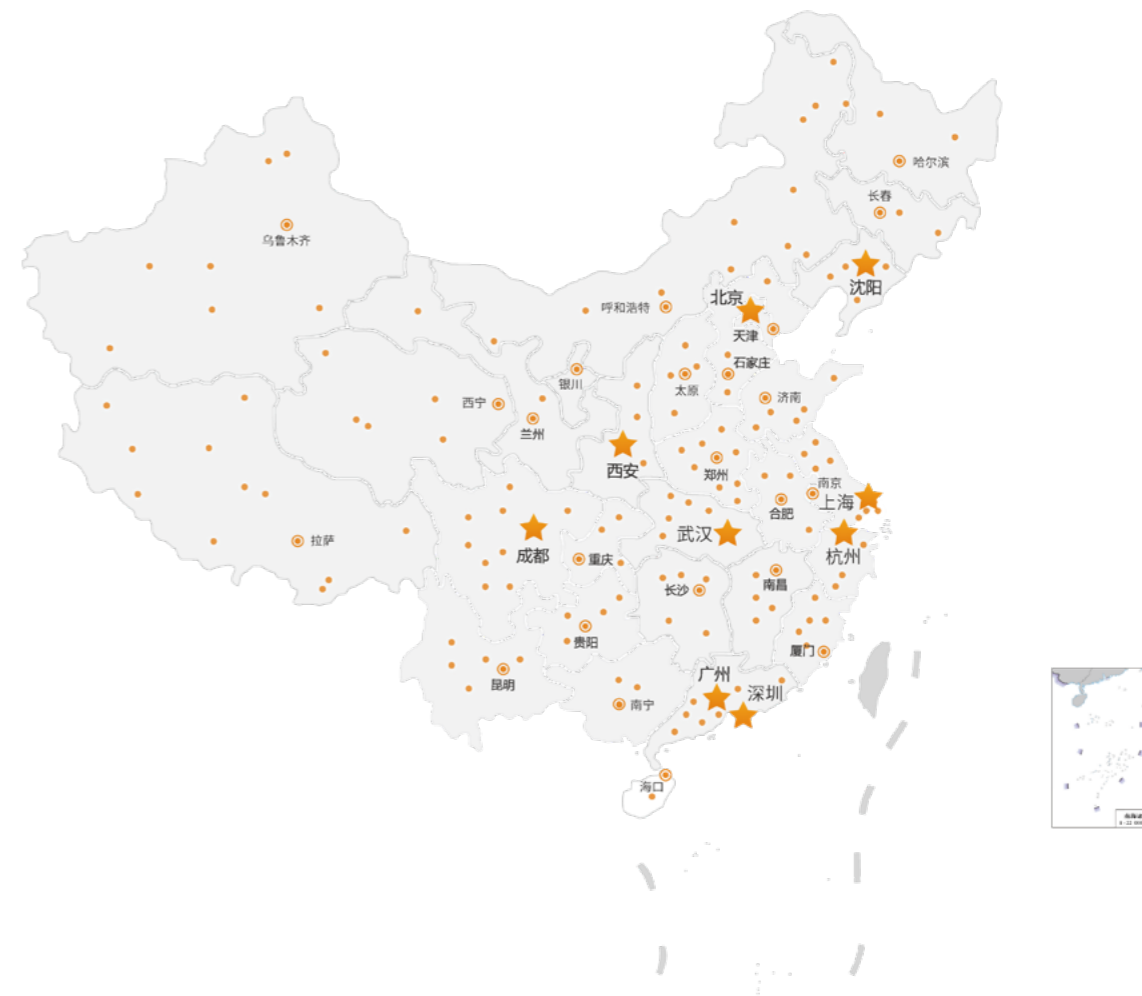 哈尔滨
长春
乌鲁木齐
沈阳
北京
呼和浩特
天津
石家庄
银川
太原
济南
西宁
兰州
西安
郑州
南京
上海
合肥
武汉
拉萨
成都
杭州
重庆
南昌
长沙
贵阳
厦门
广州
昆明
深圳
南宁
海口